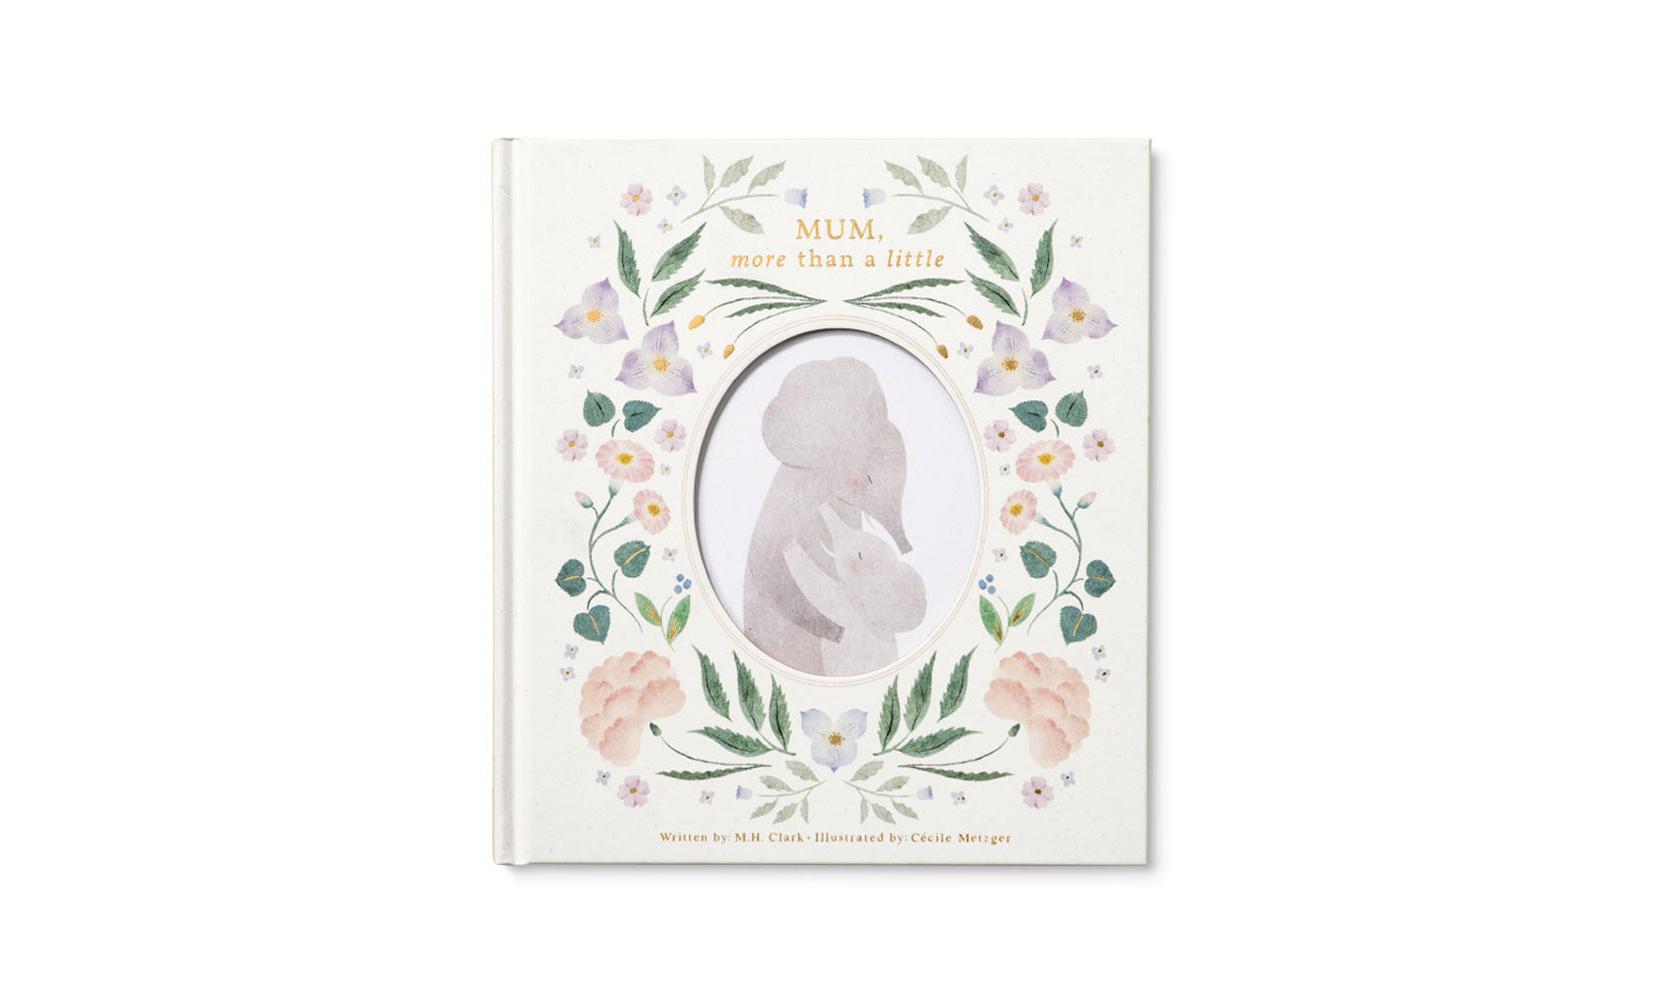 MUM,
more than a little
Written by: M.H. Clark · Illustrated by: Cécile Metzger